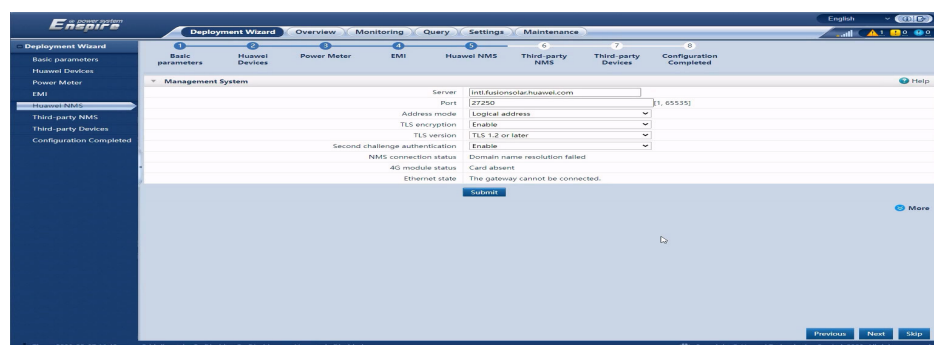 power system
Enspire
English
Deployment Wizard Overview Monitoring Query Settings Maintenance
1 0 0
Deployment Wizard
Basic parameters
Huawei Devices
Power Meter
EMI
Huawei NMS
Third-party NMS
Third-party Devices
Configuration Completed
1 2 3 4 5 6 7 8
Basic parameters
Huawei Devices
Power Meter
EMI
Huawei NMS
Third-party NMS
Third-party Devices
Configuration Completed
Management System
Help
Server intl.fusionsolar.huawei.com
Port 27250 [1, 65535]
Address mode Logical address
TLS encryption Enable
TLS version TLS 1.2 or later
Second challenge authentication Enable
NMS connection status Domain name resolution failed
4G module status Card absent
Ethernet state The gateway cannot be connected.
Submit
More
Previous Next Skip